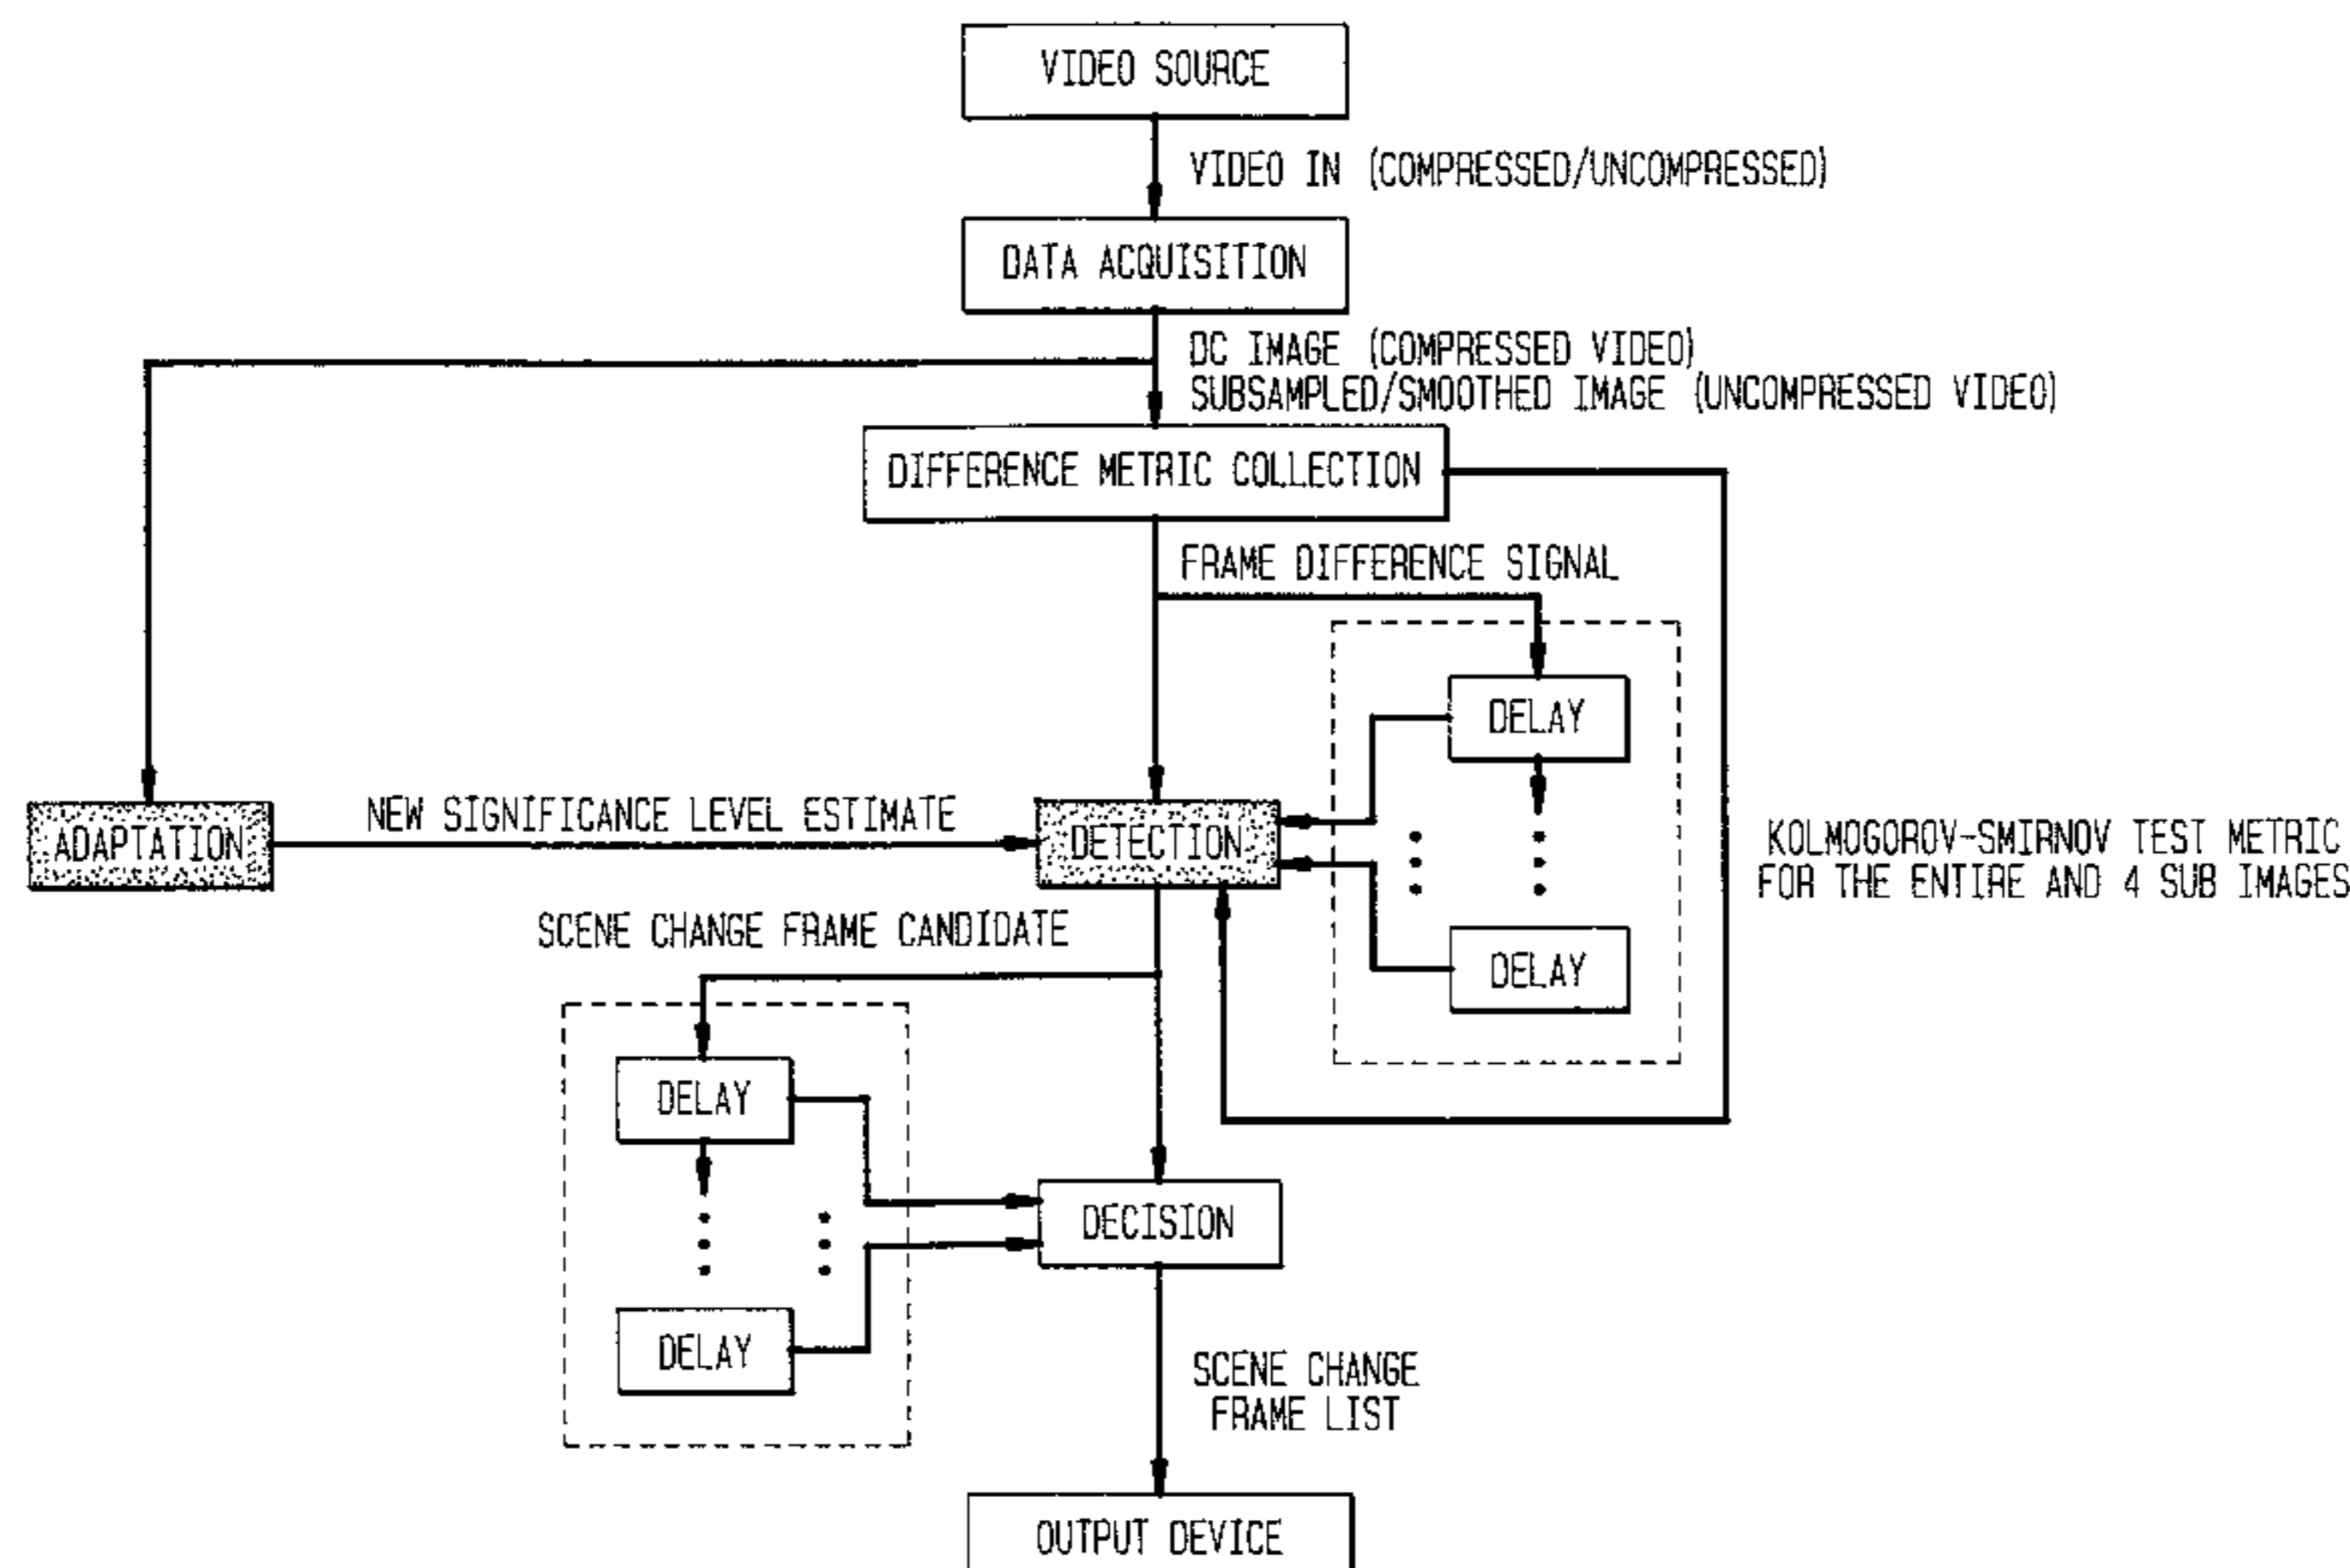 VIDEO SOURCE
VIDEO IN (COMPRESSED/UNCOMPRESSED)
DATA ACQUISITION
DC IMAGE (COMPRESSED VIDEO)
SUBSAMPLED/SMOOTHED IMAGE (UNCOMPRESSED VIDEO)
DIFFERENCE METRIC COLLECTION
FRAME DIFFERENCE SIGNAL
DELAY
ADAPTATION
NEW SIGNIFICANCE LEVEL ESTIMATE
DETECTION
KOLMOGOROV-SMIRNOV TEST METRIC
FOR THE ENTIRE AND 4 SUB IMAGES
SCENE CHANGE FRAME CANDIDATE
DELAY
DELAY
DECISION
DELAY
SCENE CHANGE
FRAME LIST
OUTPUT DEVICE